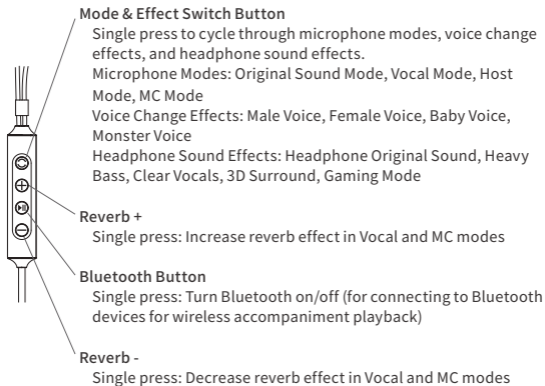 Mode & Effect Switch Button
Single press to cycle through microphone modes, voice change
effects, and headphone sound effects.
Microphone Modes: Original Sound Mode, Vocal Mode, Host
Mode, MC Mode
Voice Change Effects: Male Voice, Female Voice, Baby Voice,
Monster Voice
Headphone Sound Effects: Headphone Original Sound, Heavy
Bass, Clear Vocals, 3D Surround, Gaming Mode
Reverb +
Single press: Increase reverb effect in Vocal and MC modes
Bluetooth Button
Single press: Turn Bluetooth on/off (for connecting to Bluetooth
devices for wireless accompaniment playback)
Reverb -
Single press: Decrease reverb effect in Vocal and MC modes